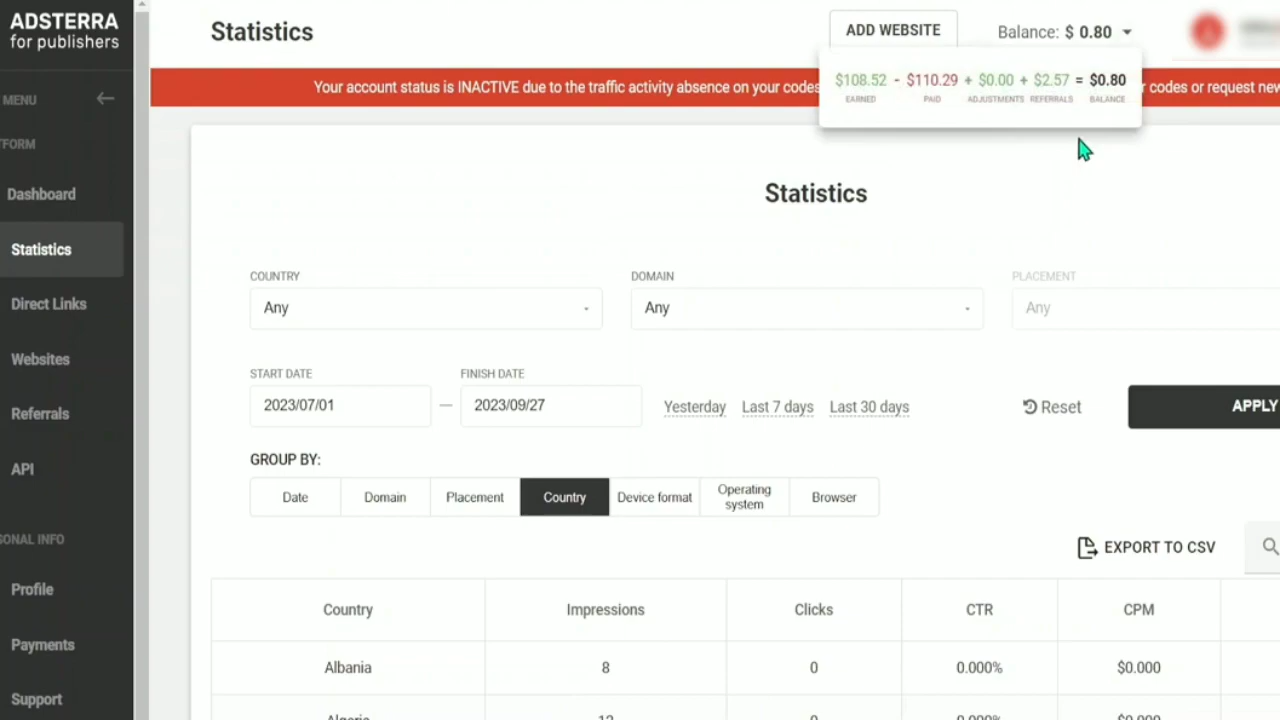 ADSTERRA
for publishers
Statistics
ADD WEBSITE
Balance: $ 0.80
Your account status is INACTIVE due to the traffic activity absence on your codes
codes or request new
$108.52 - $110.29 + $0.00 + $2.57 = $0.80
EARNED PAID ADJUSTMENTS REFERRALS BALANCE
MENU
Dashboard
Statistics
Direct Links
Websites
Referrals
API
Profile
Payments
Support
Statistics
COUNTRY DOMAIN PLACEMENT
Any Any Any
START DATE FINISH DATE
2023/07/01 — 2023/09/27 Yesterday Last 7 days Last 30 days Reset APPLY
GROUP BY:
Date Domain Placement Country Device format Operating system Browser
EXPORT TO CSV
Country Impressions Clicks CTR CPM
Albania 8 0 0.000% $0.000